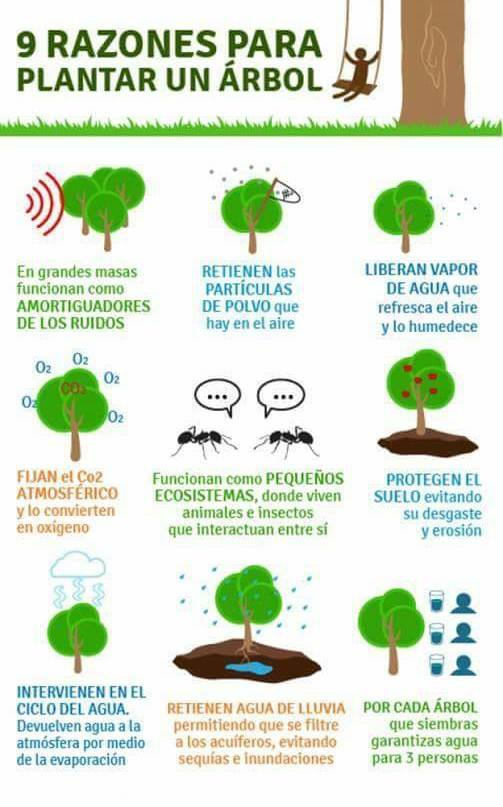 9 RAZONES PARA
PLANTAR UN ÁRBOL
En grandes masas
funcionan como
AMORTIGUADORES
DE LOS RUIDOS
RETIENEN las
PARTÍCULAS
DE POLVO que
hay en el aire
LIBERAN VAPOR
DE AGUA que
refresca el aire
y lo humedece
O2
O2
O2
CO2
O2
O2
FIJAN el Co2
ATMOSFÉRICO
y lo convierten
en oxígeno
...
...
Funcionan como PEQUEÑOS
ECOSISTEMAS, donde viven
animales e insectos
que interactuan entre sí
PROTEGEN EL
SUELO evitando
su desgaste
y erosión
INTERVIENEN EN EL
CICLO DEL AGUA.
Devuelven agua a la
atmósfera por medio
de la evaporación
RETIENEN AGUA DE LLUVIA
permitiendo que se filtre
a los acuíferos, evitando
sequías e inundaciones
POR CADA ÁRBOL
que siembras
garantizas agua
para 3 personas